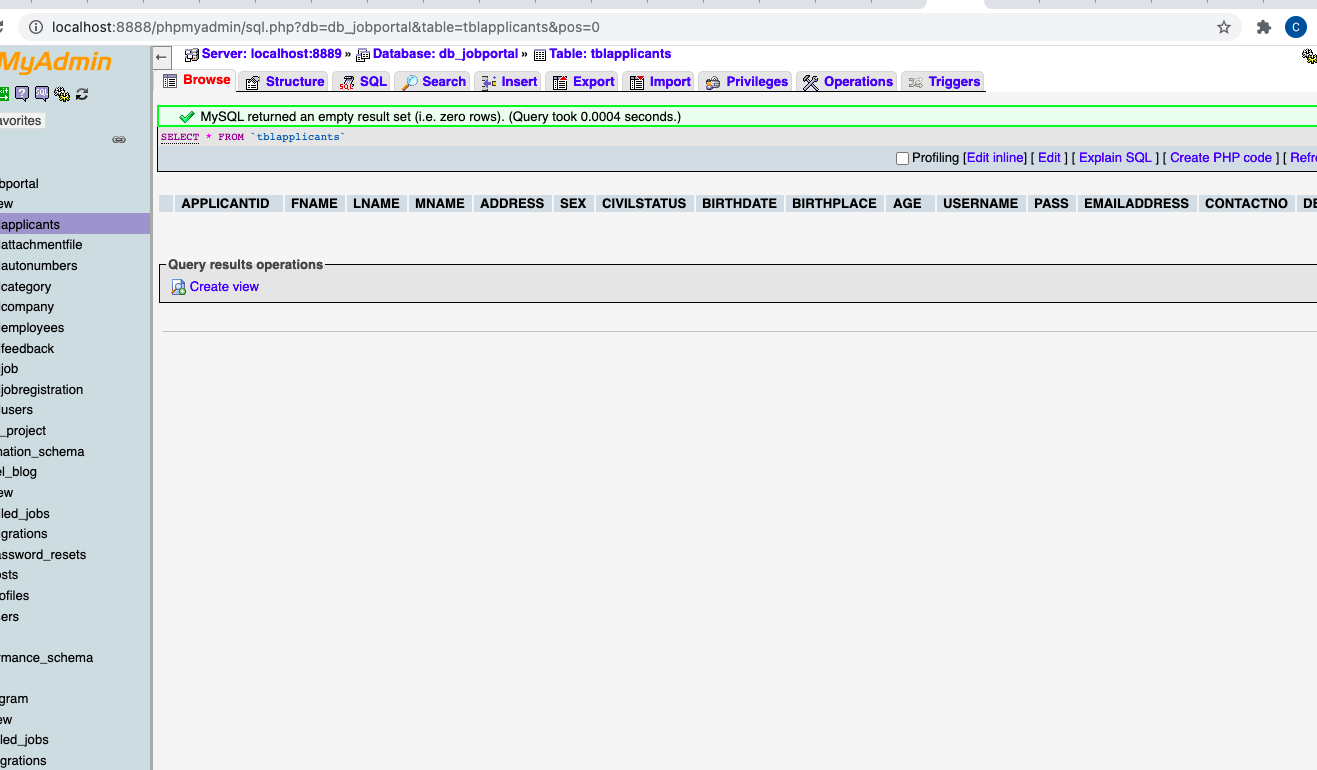 localhost:8888/phpmyadmin/sql.php?db=db_jobportal&table=tblapplicants&pos=0
C
MyAdmin
Server: localhost:8889 » Database: db_jobportal » Table: tblapplicants
Browse Structure SQL Search Insert Export Import Privileges Operations Triggers
avorites
MySQL returned an empty result set (i.e. zero rows). (Query took 0.0004 seconds.)
SELECT * FROM `tblapplicants`
Profiling [Edit inline] [ Edit ] [ Explain SQL ] [ Create PHP code ] [ Refr
APPLICANTID FNAME LNAME MNAME ADDRESS SEX CIVILSTATUS BIRTHDATE BIRTHPLACE AGE USERNAME PASS EMAILADDRESS CONTACTNO DE
Query results operations
Create view
bportal
ew
applicants
attachmentfile
autonumbers
category
company
employees
feedback
job
jobregistration
users
_project
nation_schema
el_blog
ew
iled_jobs
grations
assword_resets
osts
ofiles
ers
rmance_schema
gram
ew
iled_jobs
grations